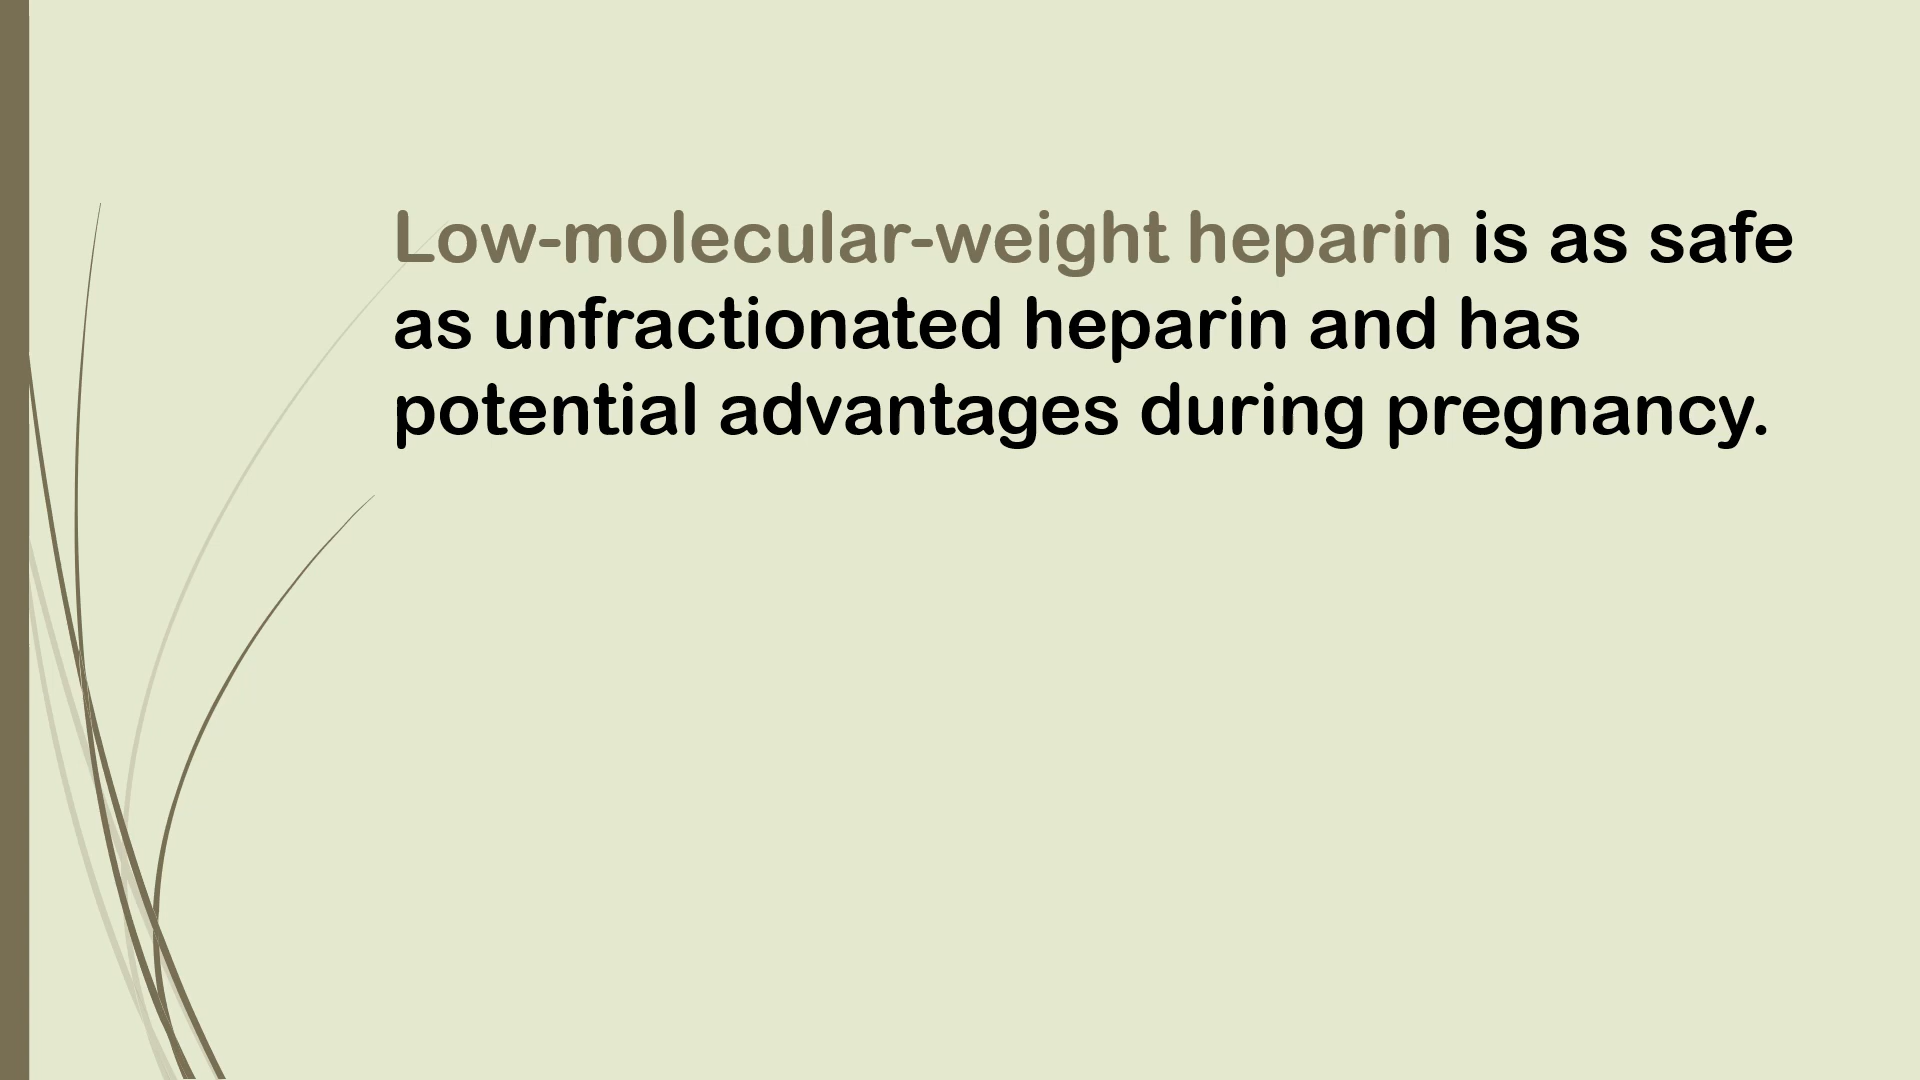 Low-molecular-weight heparin is as safe
as unfractionated heparin and has
potential advantages during pregnancy.